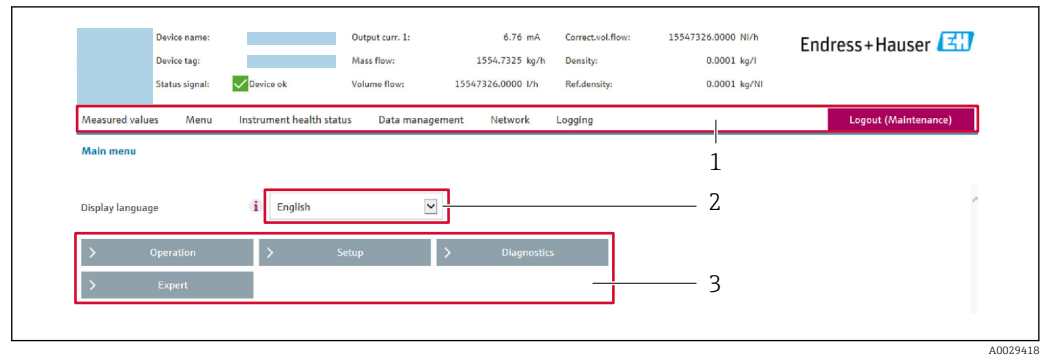 Device name: Output curr. 1: 6.76 mA Correct.vol.flow: 15547326.0000 Nl/h
Endress+Hauser EH
Device tag: Mass flow: 1554.7325 kg/h Density: 0.0001 kg/l
Status signal: Device ok Volume flow: 15547326.0000 l/h Ref.density: 0.0001 kg/Nl
Measured values Menu Instrument health status Data management Network Logging Logout (Maintenance)
Main menu
1
Display language i English 2
> Operation > Setup > Diagnostics
> Expert 3
A0029418